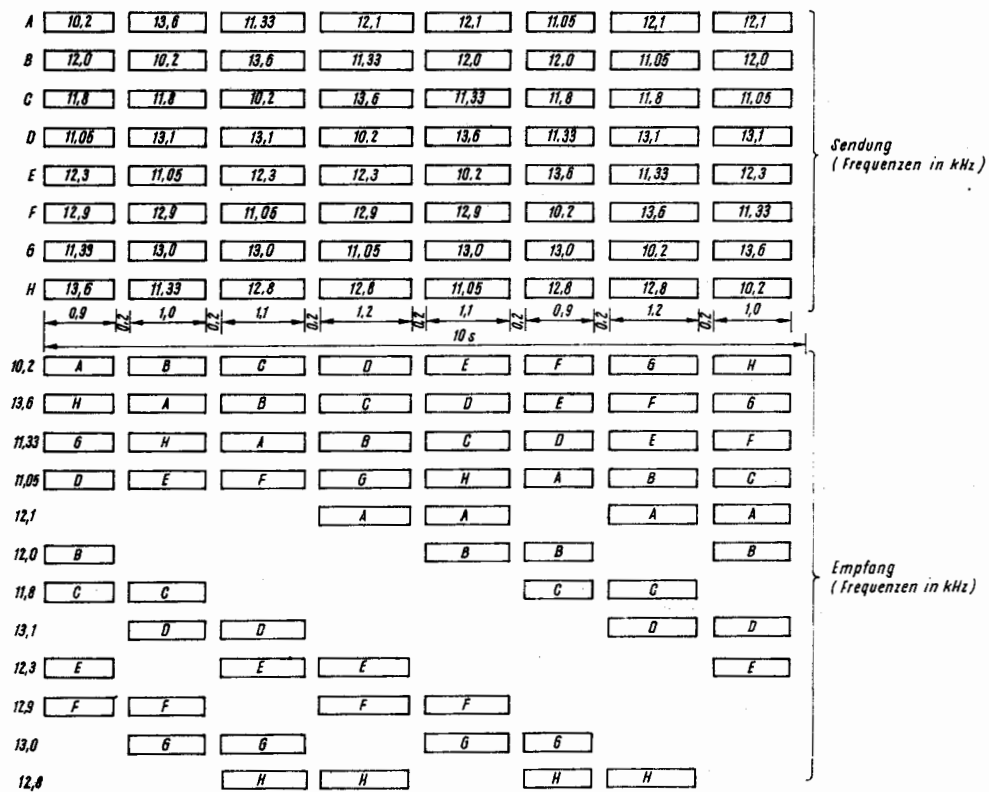 A 10,2 13,6 11,33 12,1 12,1 11,05 12,1 12,1
B 12,0 10,2 13,6 11,33 12,0 12,0 11,05 12,0
C 11,8 11,8 10,2 13,6 11,33 11,8 11,8 11,05
D 11,05 13,1 13,1 10,2 13,6 11,33 13,1 13,1
E 12,3 11,05 12,3 12,3 10,2 13,6 11,33 12,3
F 12,9 12,9 11,05 12,9 12,9 10,2 13,6 11,33
G 11,33 13,0 13,0 11,05 13,0 13,0 10,2 13,6
H 13,6 11,33 12,8 12,8 11,05 12,8 12,8 10,2
Sendung
(Frequenzen in kHz)
0,9 0,2 1,0 0,2 1,1 0,2 1,2 0,2 1,1 0,2 0,9 0,2 1,2 0,2 1,0
10 s
10,2 A B C D E F G H
13,6 H A B C D E F G
11,33 G H A B C D E F
11,05 D E F G H A B C
12,1 A A A A
12,0 B B B B
11,8 C C C C
13,1 D D D D
12,3 E E E E
12,9 F F F F
13,0 G G G G
12,8 H H H H
Empfang
(Frequenzen in kHz)